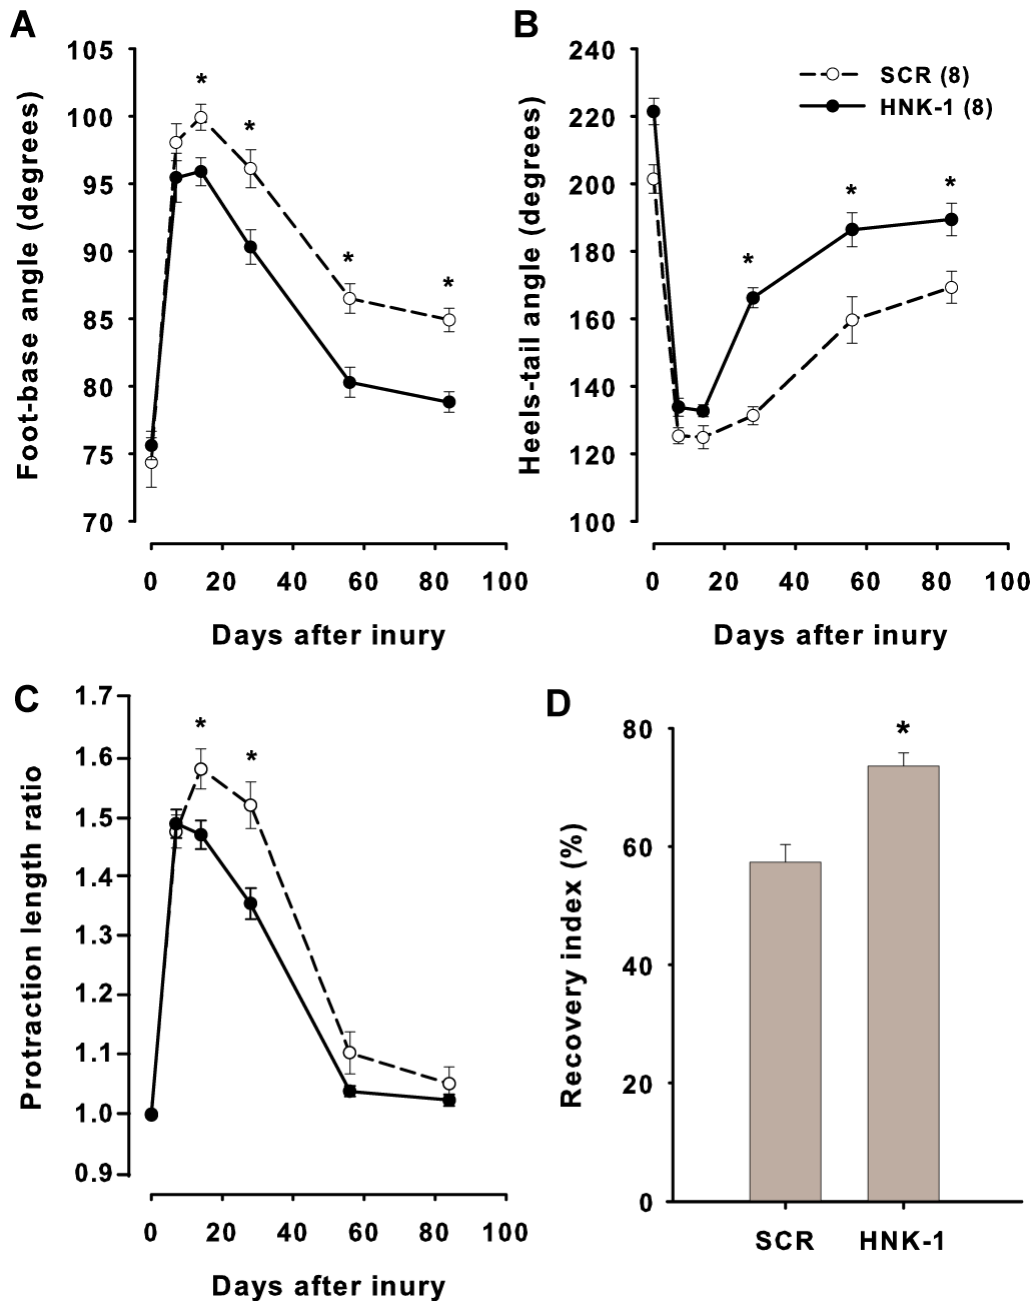 A
105
100
95
90
85
80
75
70
Foot-base angle (degrees)
*
*
*
*
0 20 40 60 80 100
Days after inury
B
240
220
200
180
160
140
120
100
Heels-tail angle (degrees)
SCR (8)
HNK-1 (8)
*
*
*
0 20 40 60 80 100
Days after inury
C
1.7
1.6
1.5
1.4
1.3
1.2
1.1
1.0
0.9
Protraction length ratio
*
*
0 20 40 60 80 100
Days after inury
D
80
60
40
20
0
Recovery index (%)
*
SCR HNK-1